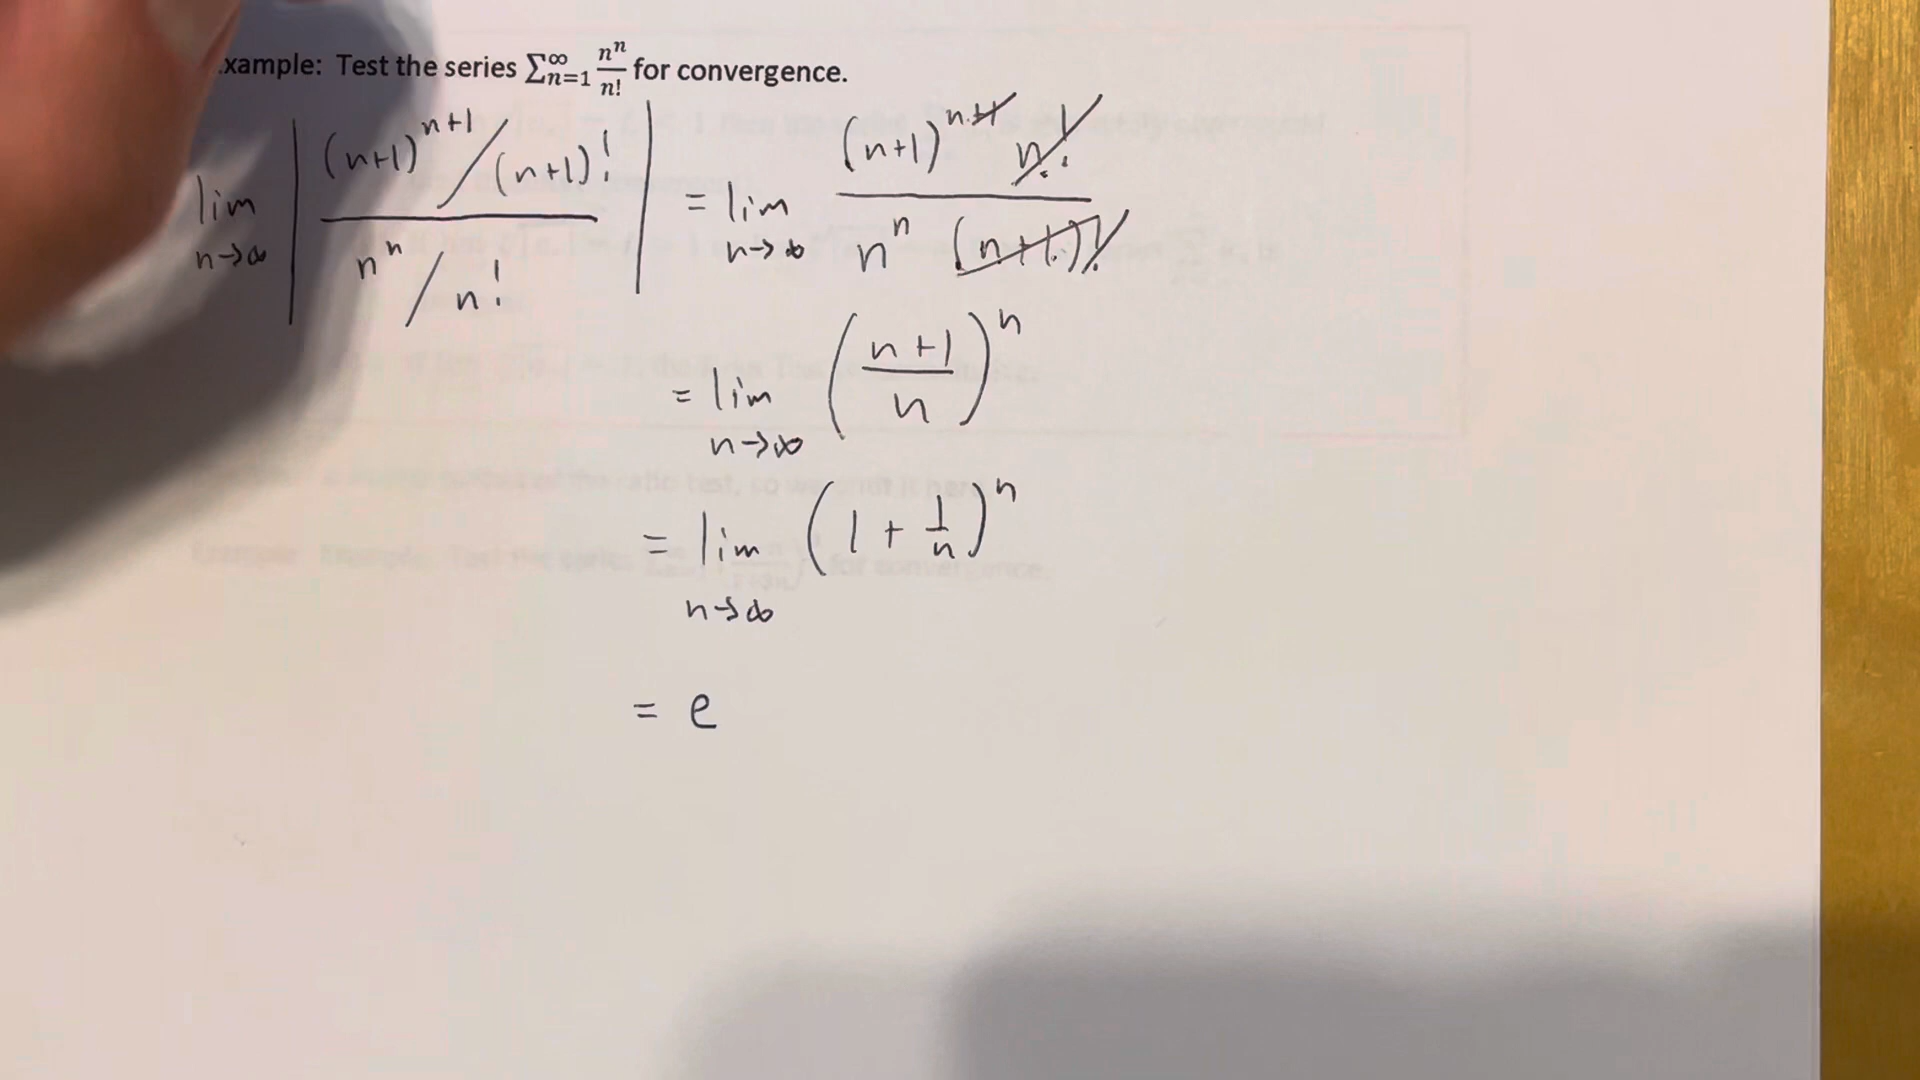 xample: Test the series ∑_{n=1}^{∞} n^n/n! for convergence.
lim_{n→∞} | ((n+1)^{n+1} / (n+1)!) / (n^n / n!) | = lim_{n→∞} ((n+1)^{n+1} n!) / (n^n (n+1)!)
= lim_{n→∞} ((n+1)/n)^n
= lim_{n→∞} (1 + 1/n)^n
= e